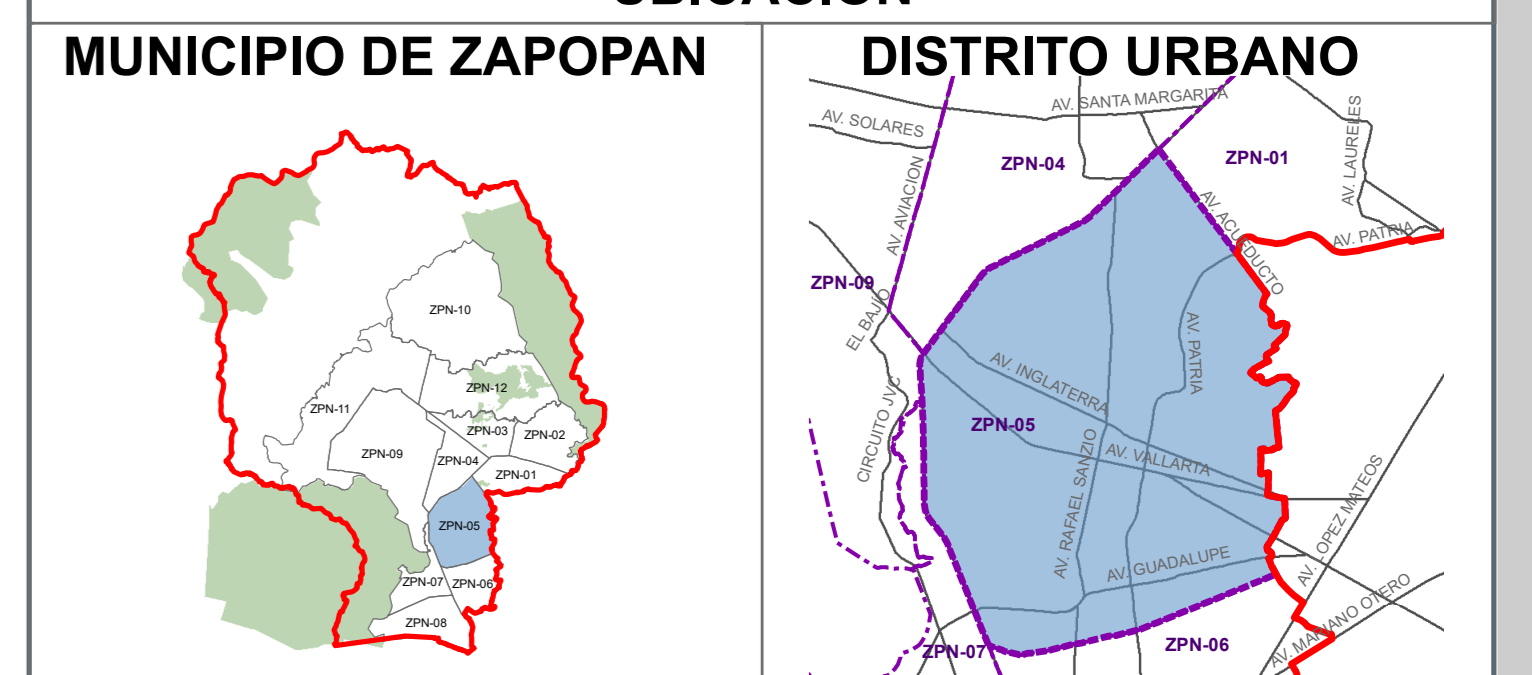 UBICACIÓN
MUNICIPIO DE ZAPOPAN
ZPN-10
ZPN-12
ZPN-11
ZPN-03
ZPN-02
ZPN-09
ZPN-04
ZPN-01
ZPN-05
ZPN-07
ZPN-06
ZPN-08
DISTRITO URBANO
AV. SANTA MARGARITA
AV. SOLARES
AV. LAURELES
ZPN-04
ZPN-01
AV. AVIACION
AV. ACUEDUCTO
AV. PATRIA
ZPN-09
EL BAJÍO
AV. PATRIA
AV. INGLATERRA
CIRCUITO JVC
ZPN-05
AV. VALLARTA
AV. RAFAEL SANZIO
AV. LOPEZ MATEOS
AV. GUADALUPE
AV. MARIANO OTERO
ZPN-07
ZPN-06